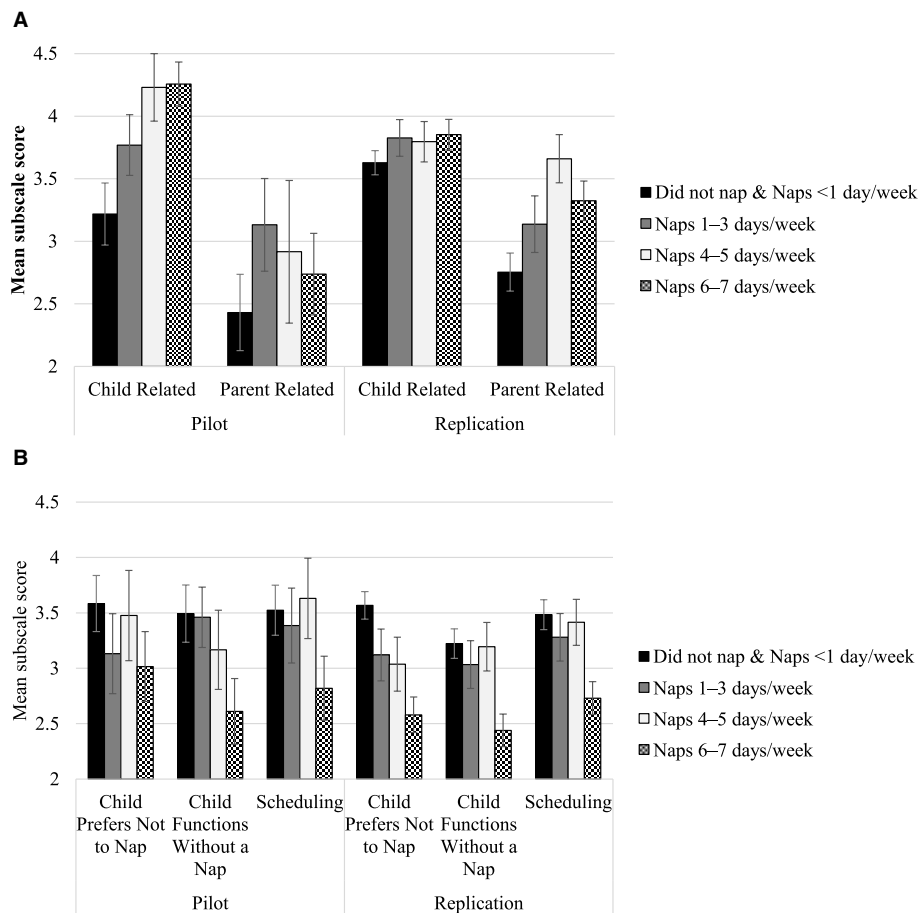 A
Mean subscale score
4.5
4
3.5
3
2.5
2
Child Related
Parent Related
Child Related
Parent Related
Pilot
Replication
Did not nap & Naps <1 day/week
Naps 1–3 days/week
Naps 4–5 days/week
Naps 6–7 days/week
B
Mean subscale score
4.5
4
3.5
3
2.5
2
Child
Prefers Not
to Nap
Child
Functions
Without a
Nap
Scheduling
Child
Prefers Not
to Nap
Child
Functions
Without a
Nap
Scheduling
Pilot
Replication
Did not nap & Naps <1 day/week
Naps 1–3 days/week
Naps 4–5 days/week
Naps 6–7 days/week